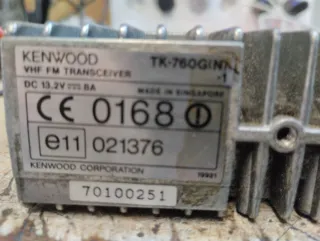 KENWOOD TK-760G(N)
VHF FM TRANSCEIVER -1
DC 13.2V ⎓ 8A MADE IN SINGAPORE
CE 0168
e11 021376
KENWOOD CORPORATION
70100251